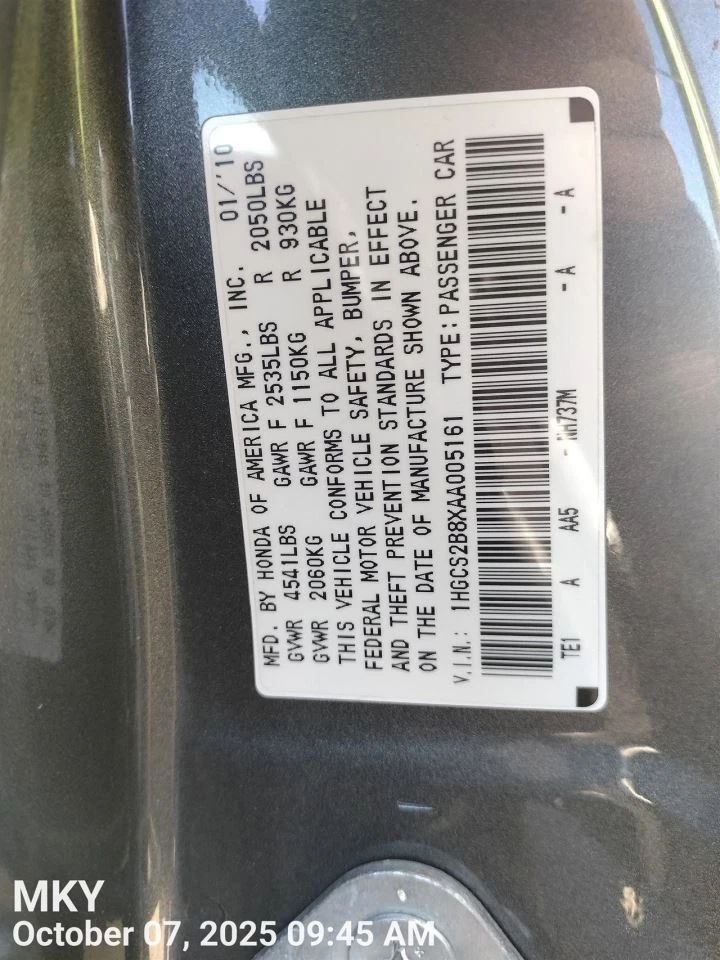 MFD. BY HONDA OF AMERICA MFG., INC. 01/'10
GVWR 4541LBS GAWR F 2535LBS R 2050LBS
GVWR 2060KG GAWR F 1150KG R 930KG
THIS VEHICLE CONFORMS TO ALL APPLICABLE
FEDERAL MOTOR VEHICLE SAFETY, BUMPER,
AND THEFT PREVENTION STANDARDS IN EFFECT
ON THE DATE OF MANUFACTURE SHOWN ABOVE.
V.I.N.: 1HGCS2B8XAA005161 TYPE: PASSENGER CAR
TE1 A AA5 - NH737M - A - A
MKY
October 07, 2025 09:45 AM